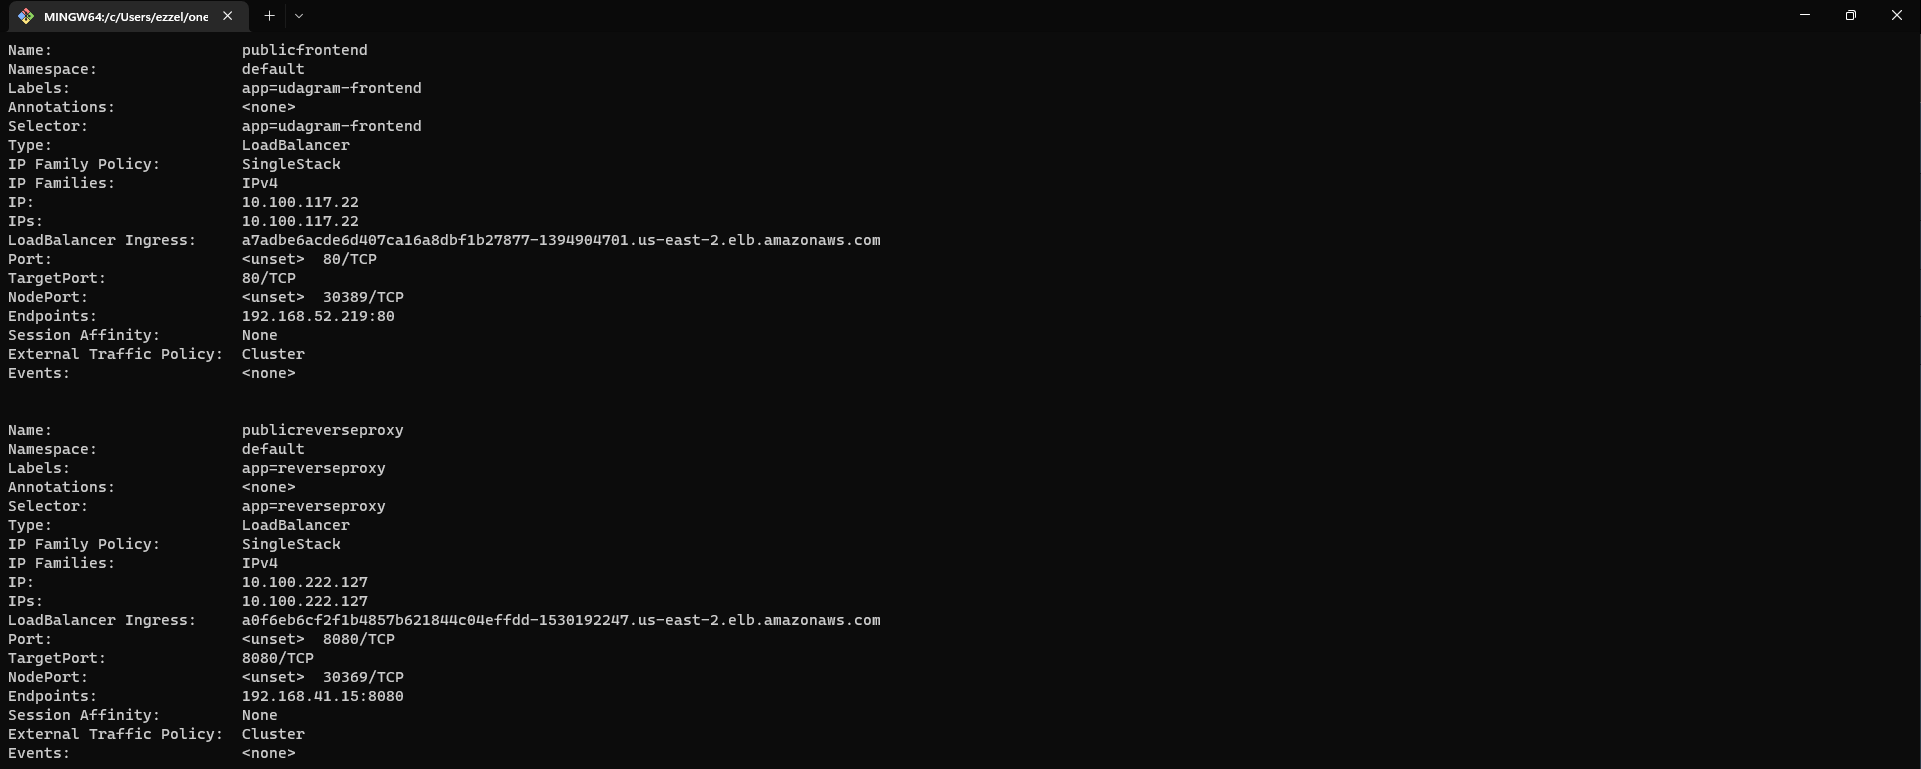 MINGW64:/c/Users/ezzel/one
Name: publicfrontend
Namespace: default
Labels: app=udagram-frontend
Annotations: <none>
Selector: app=udagram-frontend
Type: LoadBalancer
IP Family Policy: SingleStack
IP Families: IPv4
IP: 10.100.117.22
IPs: 10.100.117.22
LoadBalancer Ingress: a7adbe6acde6d407ca16a8dbf1b27877-1394904701.us-east-2.elb.amazonaws.com
Port: <unset> 80/TCP
TargetPort: 80/TCP
NodePort: <unset> 30389/TCP
Endpoints: 192.168.52.219:80
Session Affinity: None
External Traffic Policy: Cluster
Events: <none>
Name: publicreverseproxy
Namespace: default
Labels: app=reverseproxy
Annotations: <none>
Selector: app=reverseproxy
Type: LoadBalancer
IP Family Policy: SingleStack
IP Families: IPv4
IP: 10.100.222.127
IPs: 10.100.222.127
LoadBalancer Ingress: a0f6eb6cf2f1b4857b621844c04effdd-1530192247.us-east-2.elb.amazonaws.com
Port: <unset> 8080/TCP
TargetPort: 8080/TCP
NodePort: <unset> 30369/TCP
Endpoints: 192.168.41.15:8080
Session Affinity: None
External Traffic Policy: Cluster
Events: <none>